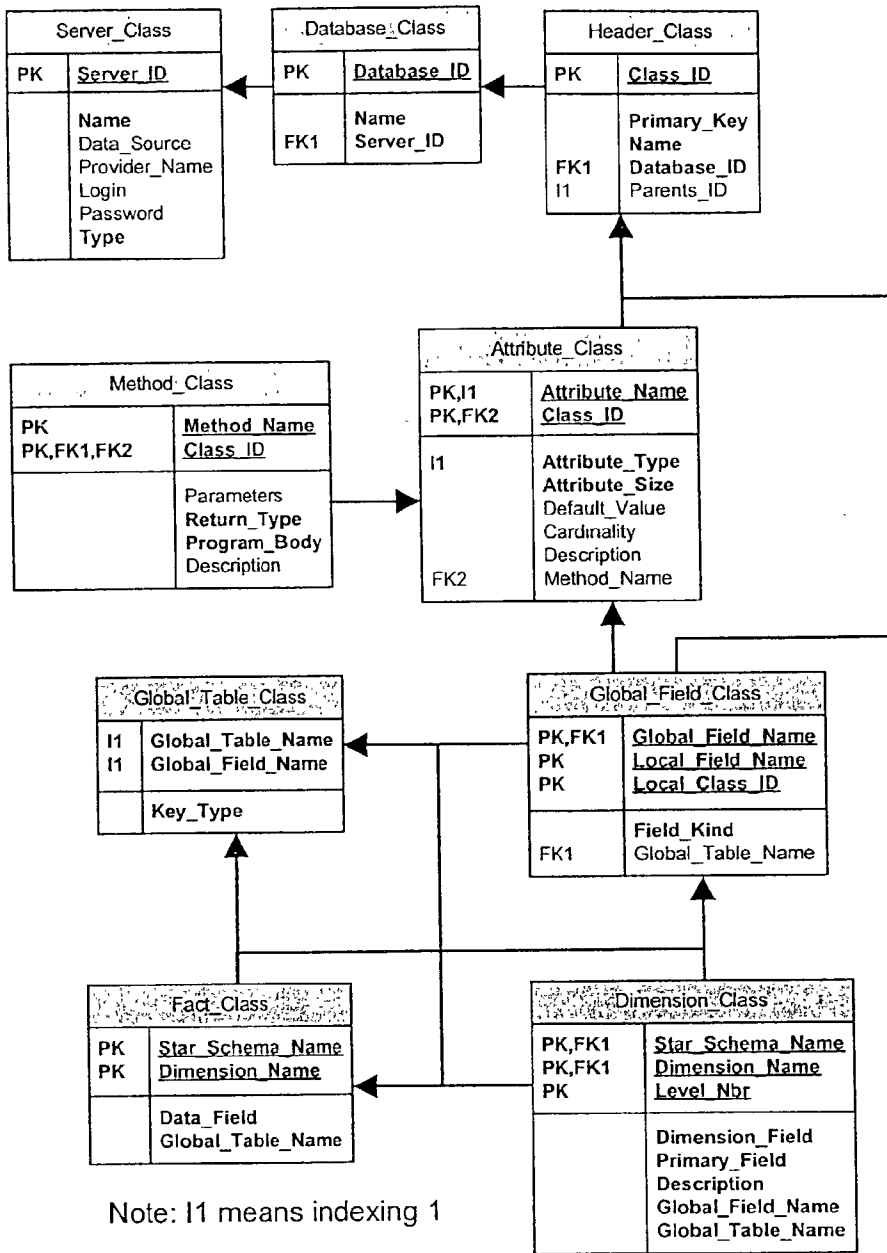 Server_Class
PK Server_ID
Name
Data_Source
Provider_Name
Login
Password
Type
Database_Class
PK Database_ID
Name
FK1 Server_ID
Header_Class
PK Class_ID
Primary_Key
Name
FK1 Database_ID
I1 Parents_ID
Method_Class
PK Method_Name
PK,FK1,FK2 Class_ID
Parameters
Return_Type
Program_Body
Description
Attribute_Class
PK,I1 Attribute_Name
PK,FK2 Class_ID
I1 Attribute_Type
Attribute_Size
Default_Value
Cardinality
Description
FK2 Method_Name
Global_Table_Class
I1 Global_Table_Name
I1 Global_Field_Name
Key_Type
Global_Field_Class
PK,FK1 Global_Field_Name
PK Local_Field_Name
PK Local_Class_ID
Field_Kind
FK1 Global_Table_Name
Fact_Class
PK Star_Schema_Name
PK Dimension_Name
Data_Field
Global_Table_Name
Dimension_Class
PK,FK1 Star_Schema_Name
PK,FK1 Dimension_Name
PK Level_Nbr
Dimension_Field
Primary_Field
Description
Global_Field_Name
Global_Table_Name
Note: I1 means indexing 1